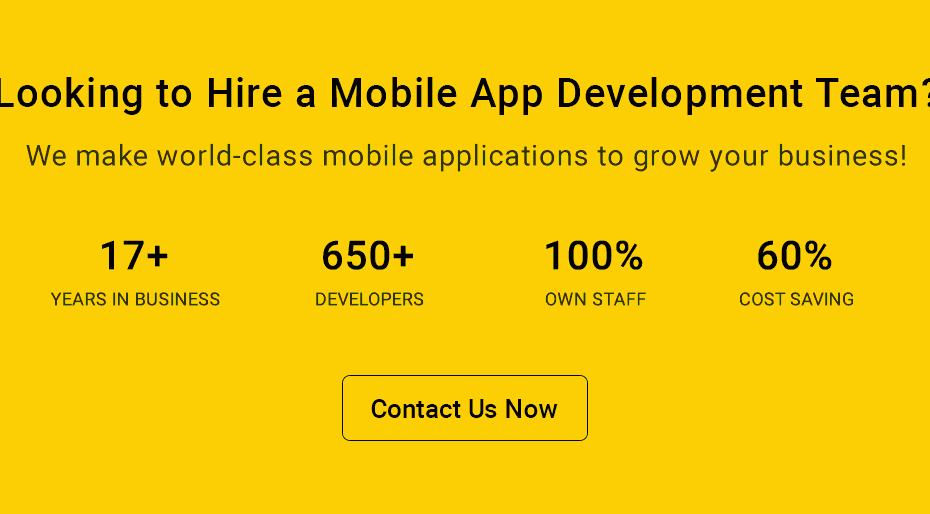 Looking to Hire a Mobile App Development Team?
We make world-class mobile applications to grow your business!
17+ 650+ 100% 60%
YEARS IN BUSINESS DEVELOPERS OWN STAFF COST SAVING
Contact Us Now